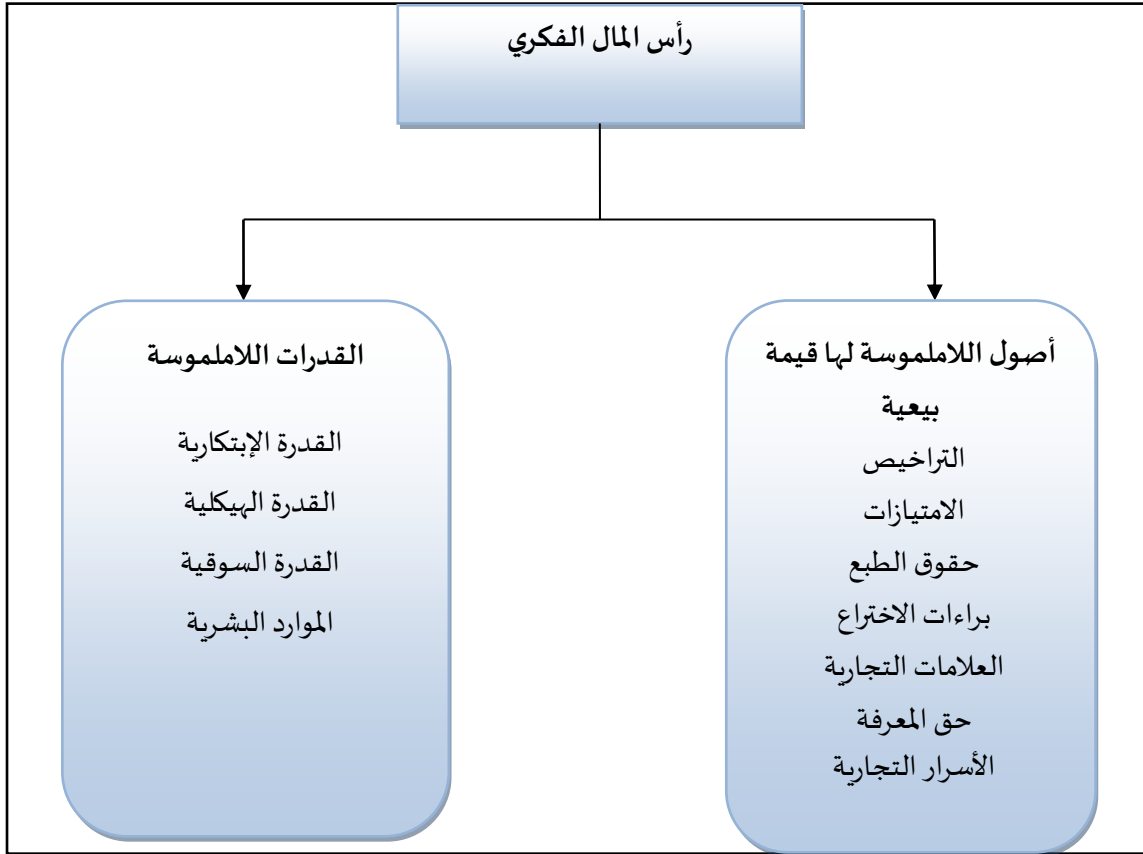 رأس المال الفكري
أصول اللاملموسة لها قيمة
بيعية
التراخيص
الامتيازات
حقوق الطبع
براءات الاختراع
العلامات التجارية
حق المعرفة
الأسرار التجارية
القدرات اللاملموسة
القدرة الإبتكارية
القدرة الهيكلية
القدرة السوقية
الموارد البشرية